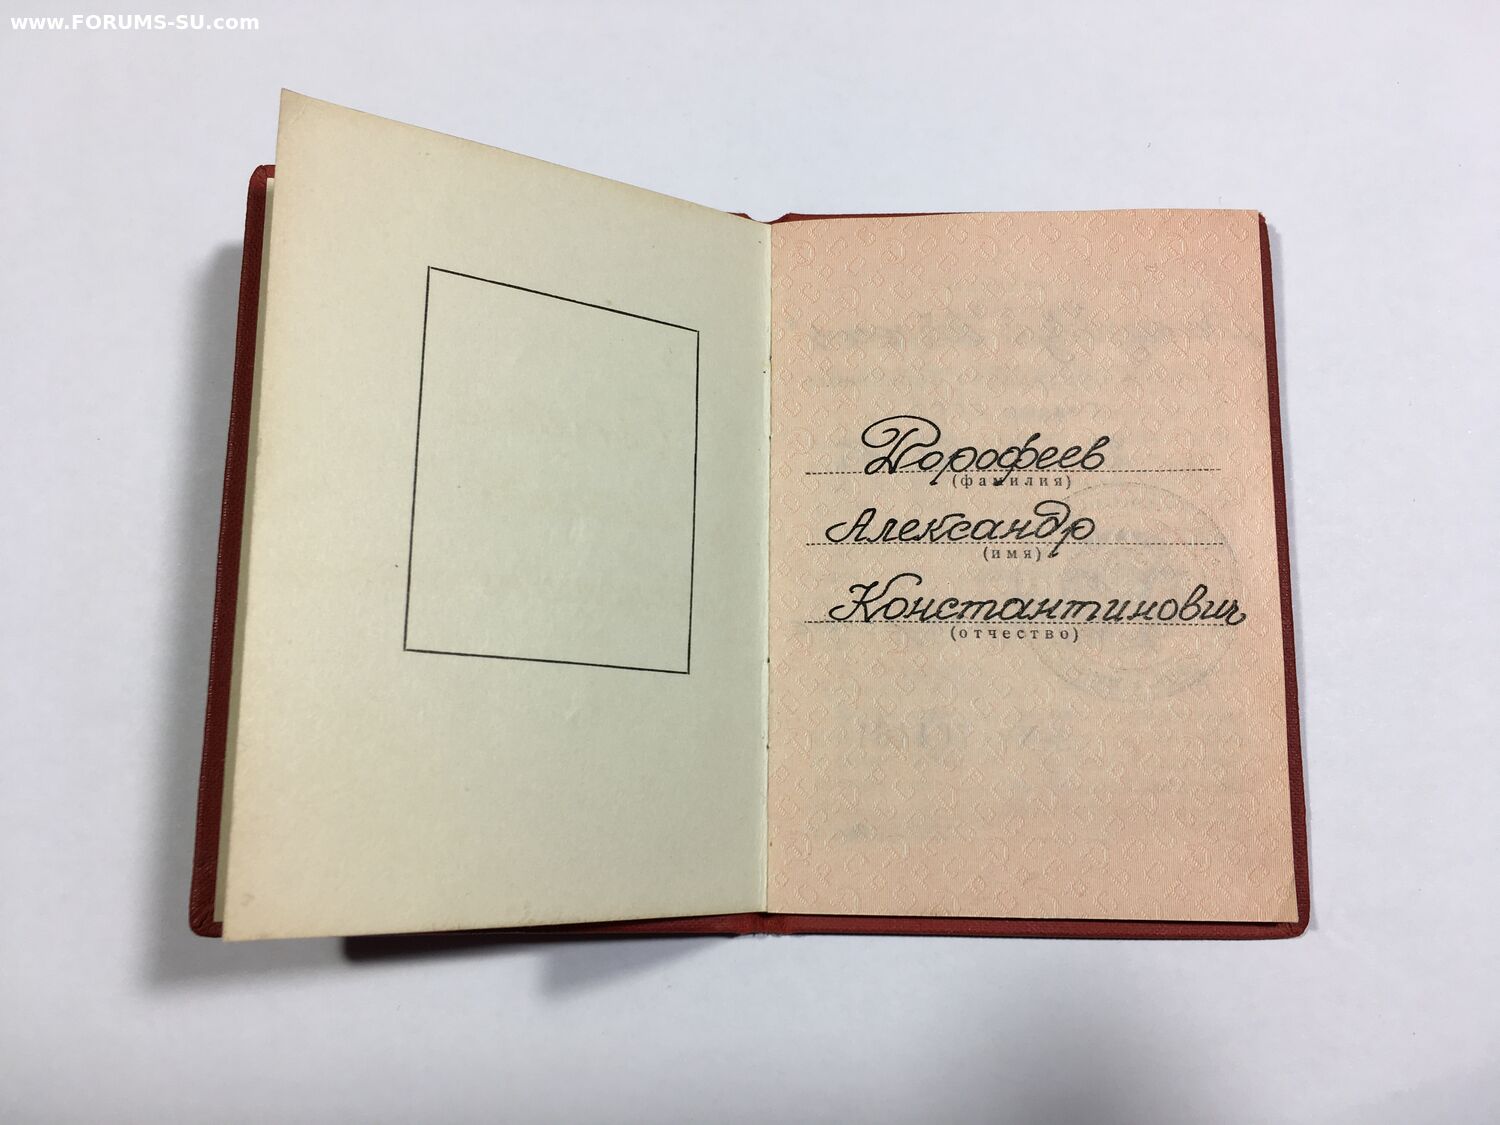 www.FORUMS-SU.com
Дорофеев
(фамилия)
Александр
(имя)
Константинович
(отчество)